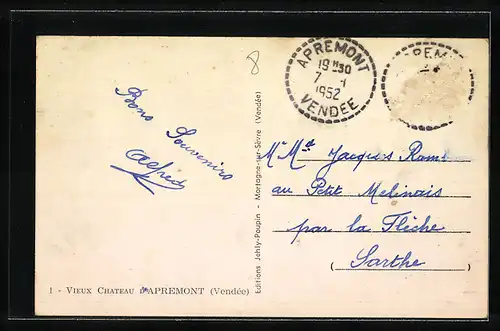 8
APREMONT
19 H 30
7 - 1
1952
VENDEE
APREM
Bons Souvenirs
Alfred
Mr Mme Jacques
au Petit Melinais
par la Flèche
(Sarthe)
Editions Jehly-Poupin - Mortagne-sur-Sèvre (Vendée)
1 - VIEUX CHATEAU D'APREMONT (Vendée)